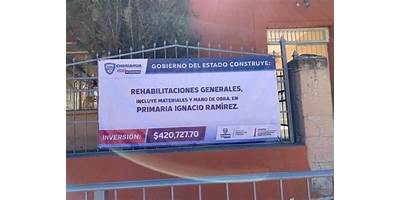 CHIHUAHUA
GOBIERNO DEL ESTADO CONSTRUYE:
REHABILITACIONES GENERALES,
INCLUYE MATERIALES Y MANO DE OBRA, EN
PRIMARIA IGNACIO RAMÍREZ.
INVERSIÓN: $420,727.70